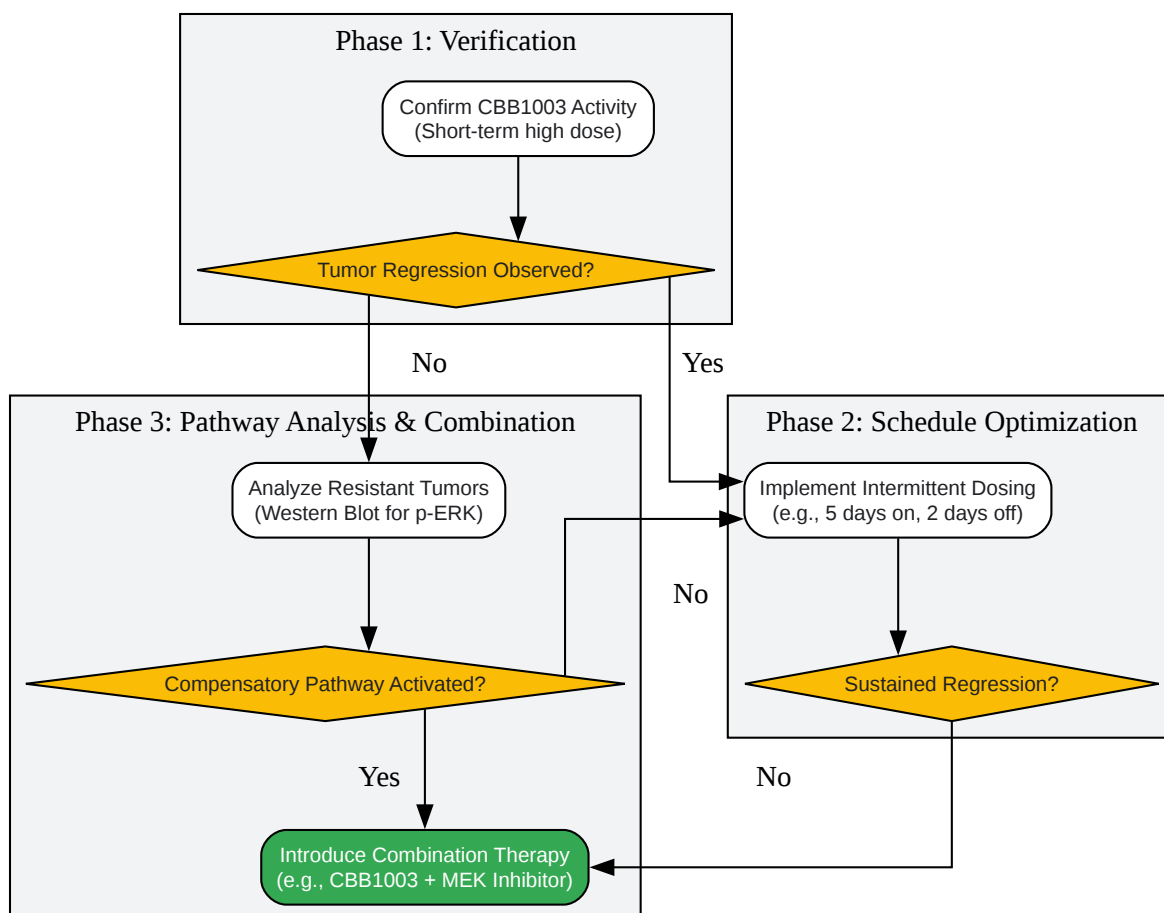 Phase 1: Verification
Confirm CBB1003 Activity
(Short-term high dose)
Tumor Regression Observed?
No
Yes
Phase 3: Pathway Analysis & Combination
Analyze Resistant Tumors
(Western Blot for p-ERK)
Compensatory Pathway Activated?
Yes
Introduce Combination Therapy
(e.g., CBB1003 + MEK Inhibitor)
No
Phase 2: Schedule Optimization
Implement Intermittent Dosing
(e.g., 5 days on, 2 days off)
Sustained Regression?
No